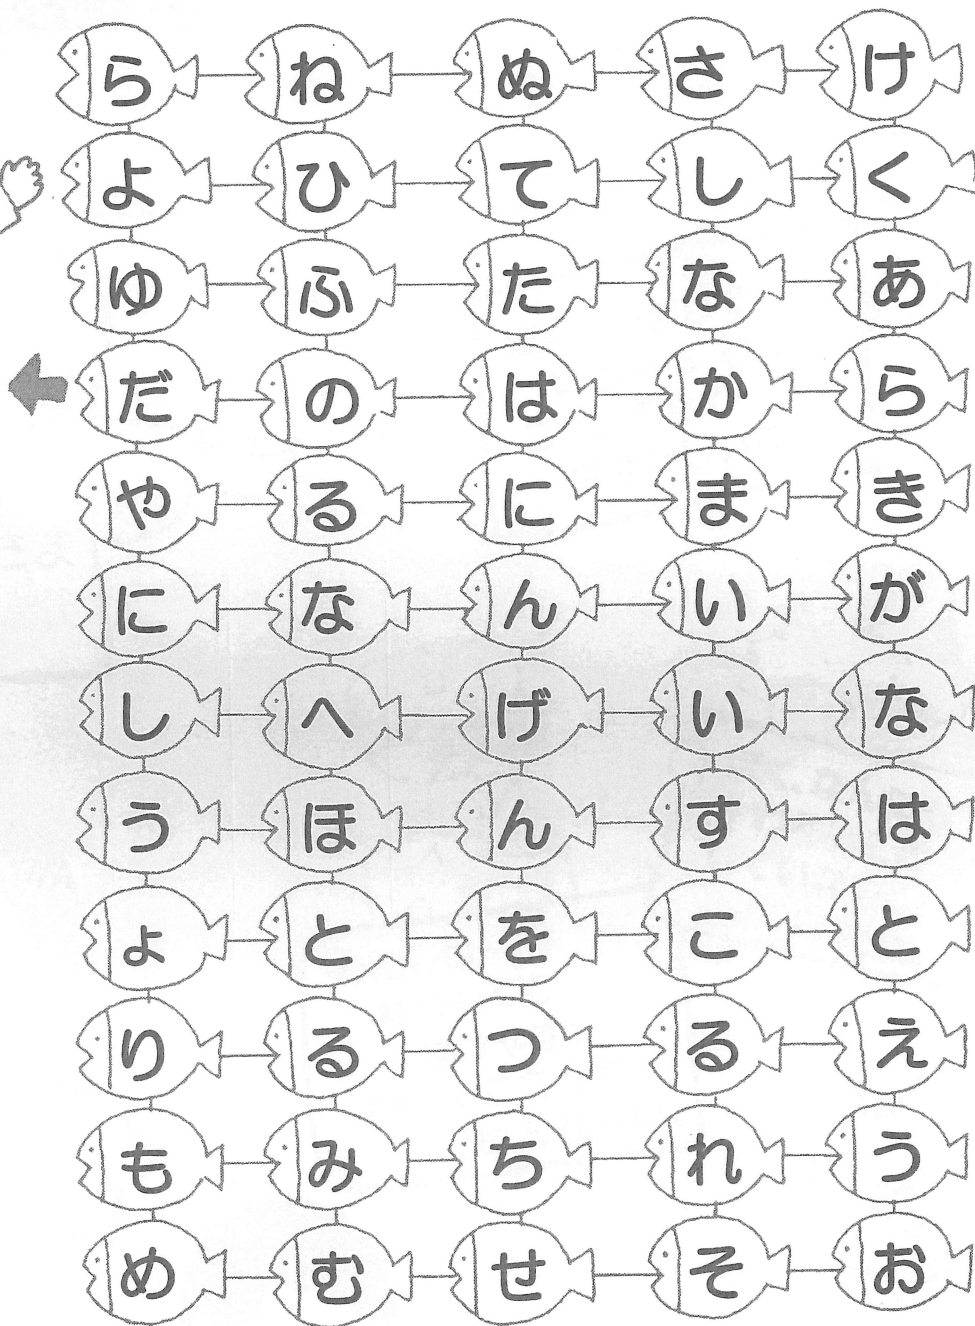 けくあらきがなはとえうお
さしなかまいいすこるれそ
ぬてたはにんげんをつちせ
ねひふのるなへほとるみむ
らよゆだやにしうょりもめ